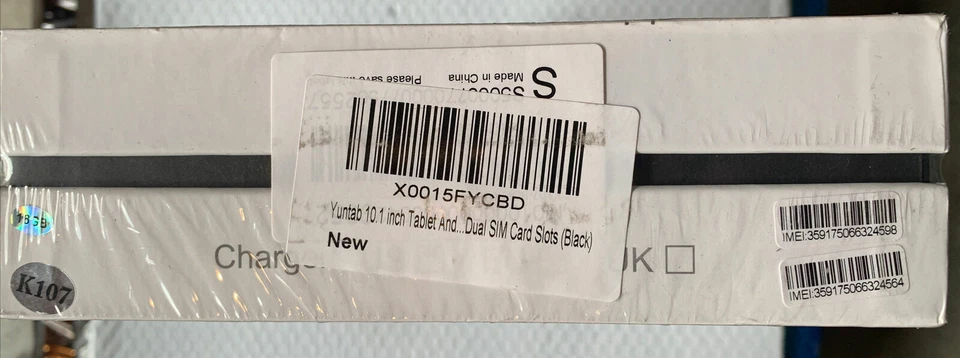 S
Made in China
Please save
X0015FYCBD
Yuntab 10.1 inch Tablet And...Dual SIM Card Slots (Black)
New
Charge
UK
K107
IMEI:359175066324598
IMEI:359175066324564